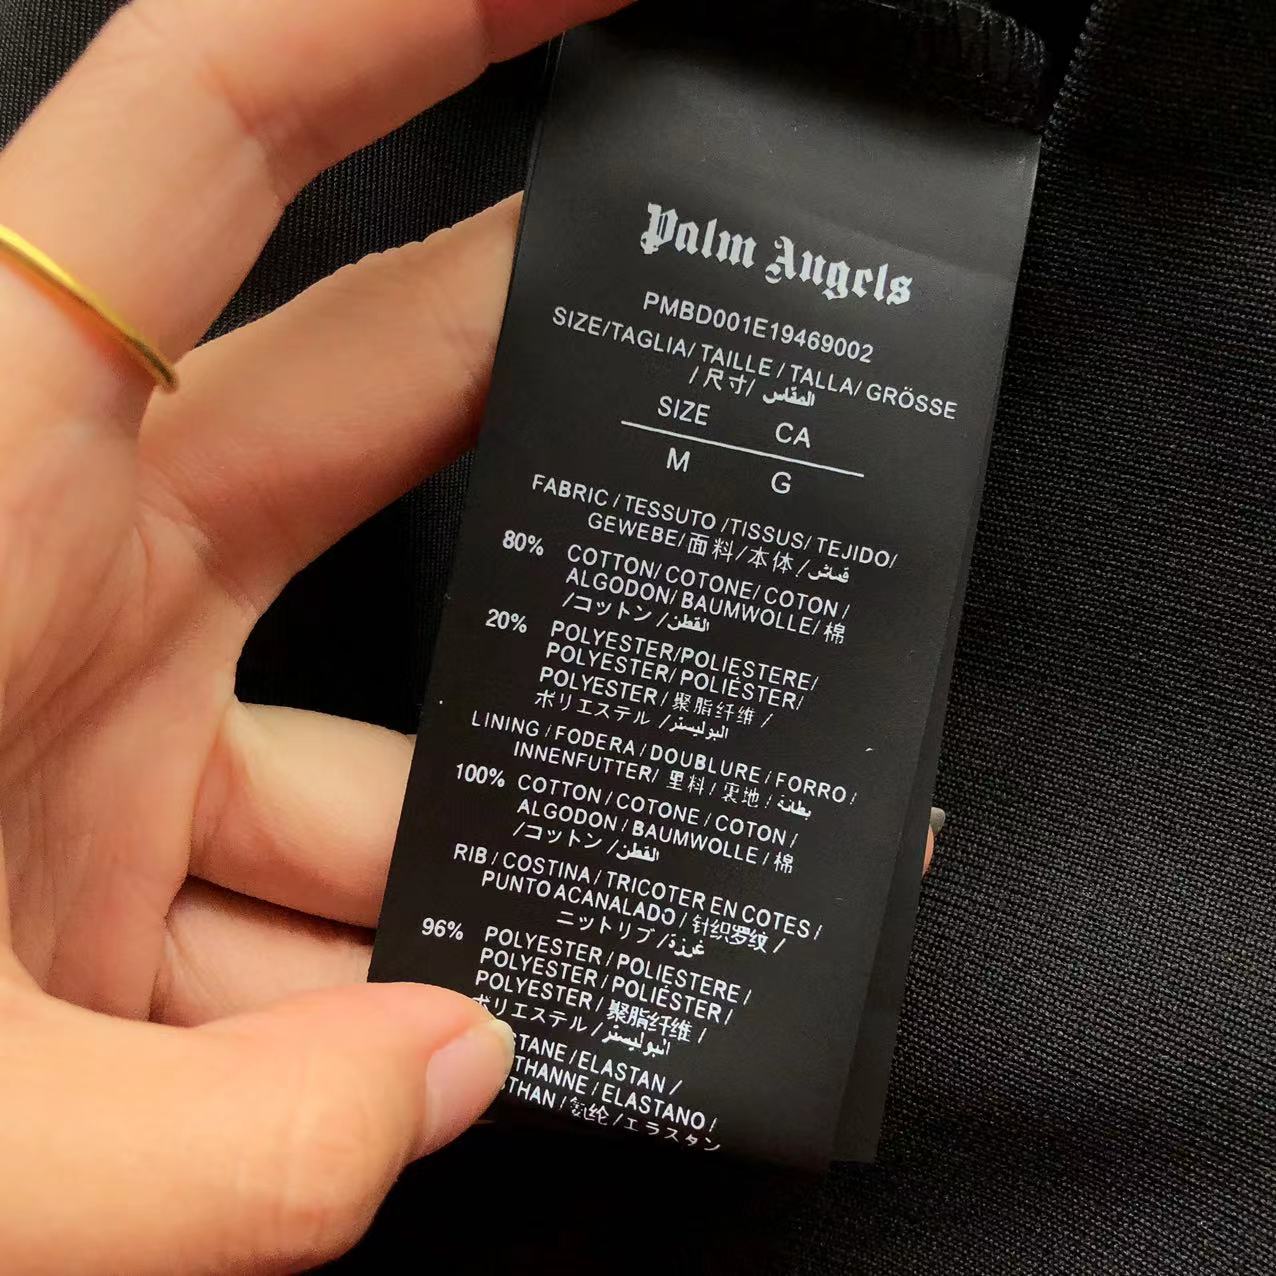 Palm Angels
PMBD001E19469002
SIZE/TAGLIA/TAILLE/TALLA/GRÖSSE
/尺寸/ المقاس
SIZE CA
M G
FABRIC/TESSUTO/TISSUS/TEJIDO/
GEWEBE/面料/本体/قماش
80% COTTON/COTONE/COTON/
ALGODON/BAUMWOLLE/棉
/コットン/القطن
20% POLYESTER/POLIESTERE/
POLYESTER/POLIÉSTER/
POLYESTER/聚脂纤维/
ポリエステル/البوليستر
LINING/FODERA/DOUBLURE/FORRO/
INNENFUTTER/里料/裏地/بطانة
100% COTTON/COTONE/COTON/
ALGODON/BAUMWOLLE/棉
/コットン/القطن
RIB/COSTINA/TRICOTER EN COTES/
PUNTO ACANALADO/针织罗纹/
ニットリブ/غرزة
96% POLYESTER/POLIESTERE/
POLYESTER/POLIÉSTER/
POLYESTER/聚脂纤维/
ポリエステル/البوليستر
STANE/ELASTAN/
THANNE/ELASTANO/
THAN/氨纶/エラスタン